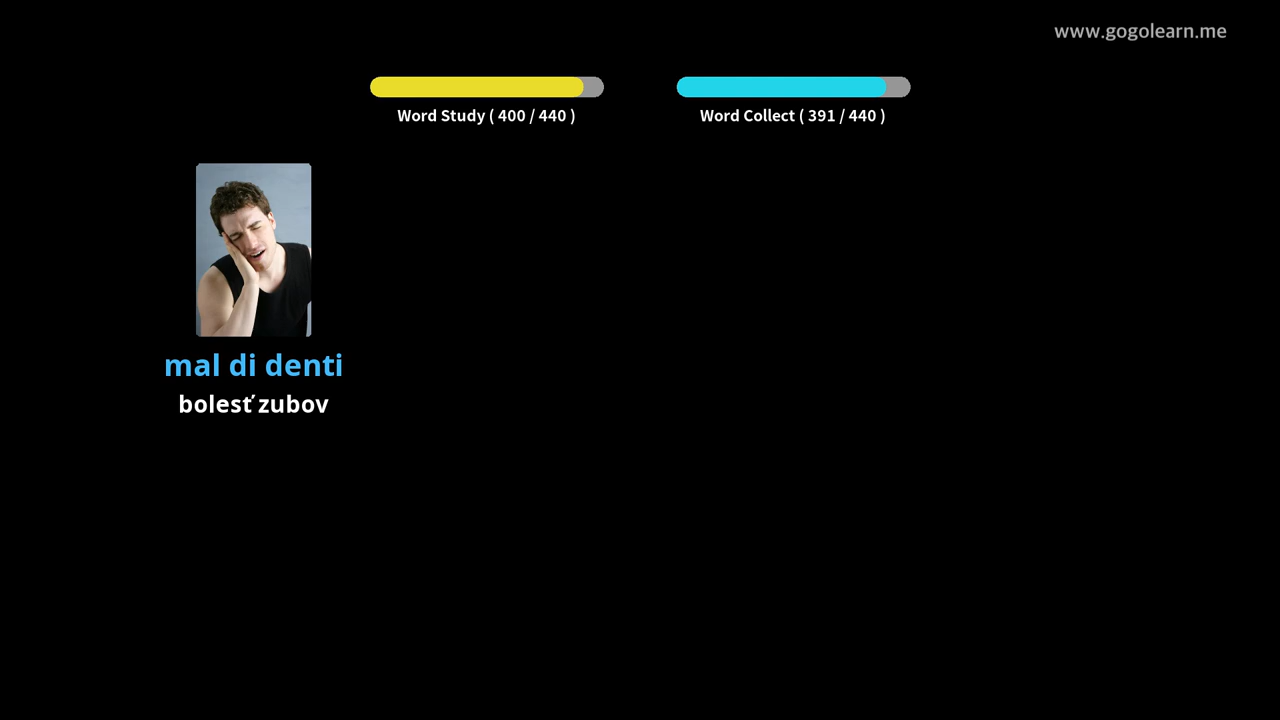 www.gogolearn.me
Word Study ( 400 / 440 )
Word Collect ( 391 / 440 )
mal di denti
bolesť zubov